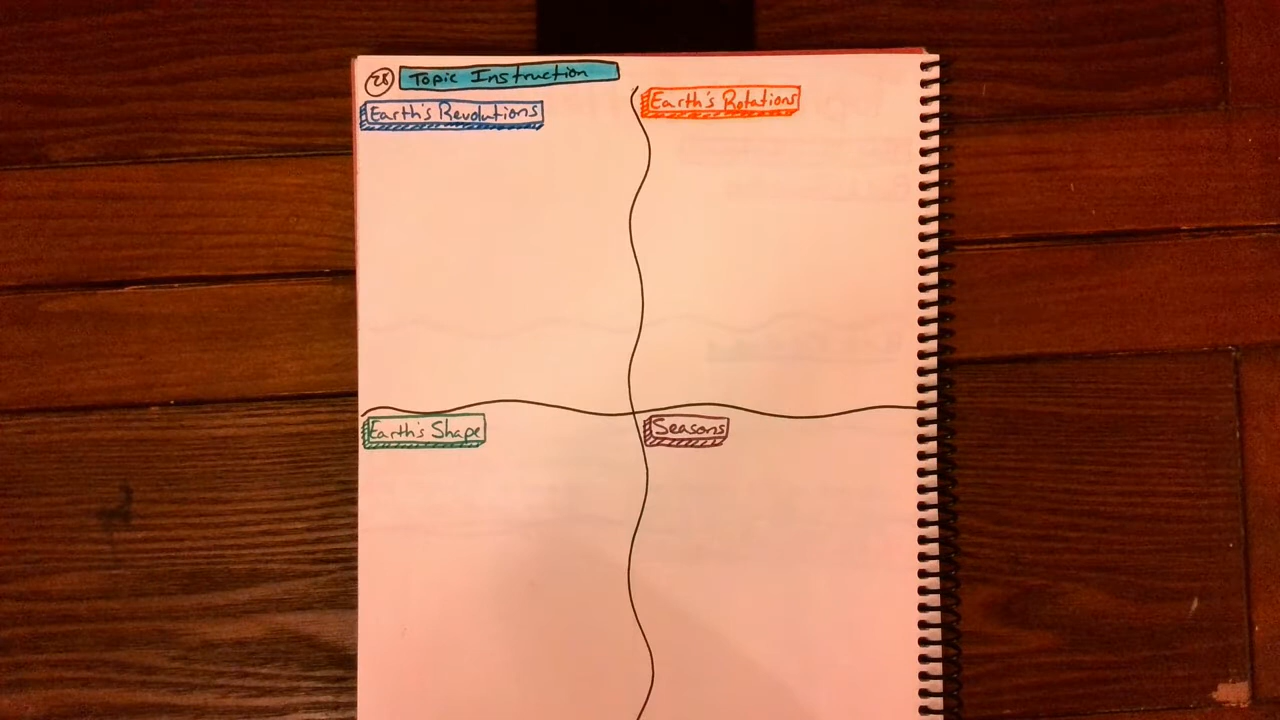 28 Topic Instruction
Earth's Revolutions
Earth's Rotations
Earth's Shape
Seasons